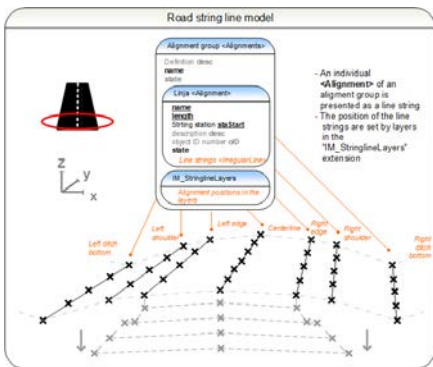 Road string line model
Alignment group <Alignments>
Definition desc
name
state
Linja <Alignment>
name
length
String station staStart
description desc
object ID number oID
state
Line strings <IrregularLine>
IM_StringlineLayers
Alignment positions in the
layers
- An individual
<Alignment> of an
aligment group is
presented as a line string
- The position of the line
strings are set by layers
in the
"IM_StringlineLayers"
extension
z
y
x
Left ditch
bottom
Left
shoulder
Left edge
Centerline
Right
edge
Right
shoulder
Right ditch
bottom